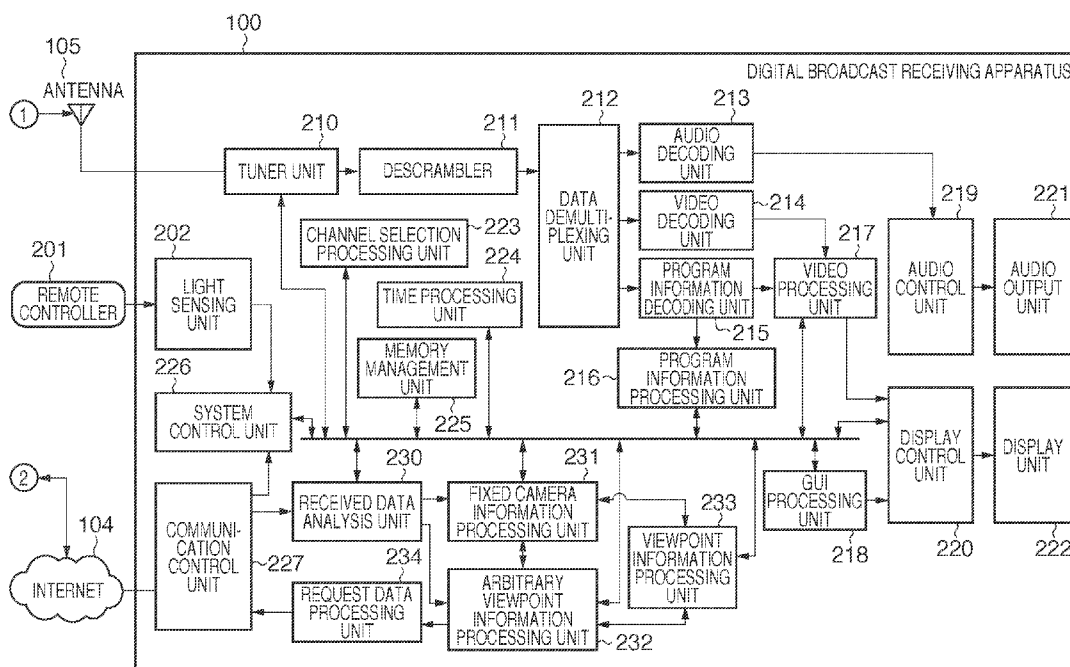 100
105
ANTENNA
1
DIGITAL BROADCAST RECEIVING APPARATUS
210
TUNER UNIT
211
DESCRAMBLER
212
DATA
DEMULTI-
PLEXING
UNIT
213
AUDIO
DECODING
UNIT
VIDEO
DECODING
UNIT
214
PROGRAM
INFORMATION
DECODING UNIT
215
216
PROGRAM
INFORMATION
PROCESSING UNIT
217
VIDEO
PROCESSING
UNIT
219
AUDIO
CONTROL
UNIT
221
AUDIO
OUTPUT
UNIT
223
CHANNEL SELECTION
PROCESSING UNIT
224
TIME PROCESSING
UNIT
MEMORY
MANAGEMENT
UNIT
225
201
REMOTE
CONTROLLER
202
LIGHT
SENSING
UNIT
226
SYSTEM
CONTROL UNIT
2
104
INTERNET
COMMUNI-
CATION
CONTROL
UNIT
227
230
RECEIVED DATA
ANALYSIS UNIT
234
REQUEST DATA
PROCESSING
UNIT
231
FIXED CAMERA
INFORMATION
PROCESSING UNIT
ARBITRARY
VIEWPOINT
INFORMATION
PROCESSING UNIT
232
233
VIEWPOINT
INFORMATION
PROCESSING
UNIT
GUI
PROCESSING
UNIT
218
DISPLAY
CONTROL
UNIT
220
DISPLAY
UNIT
222